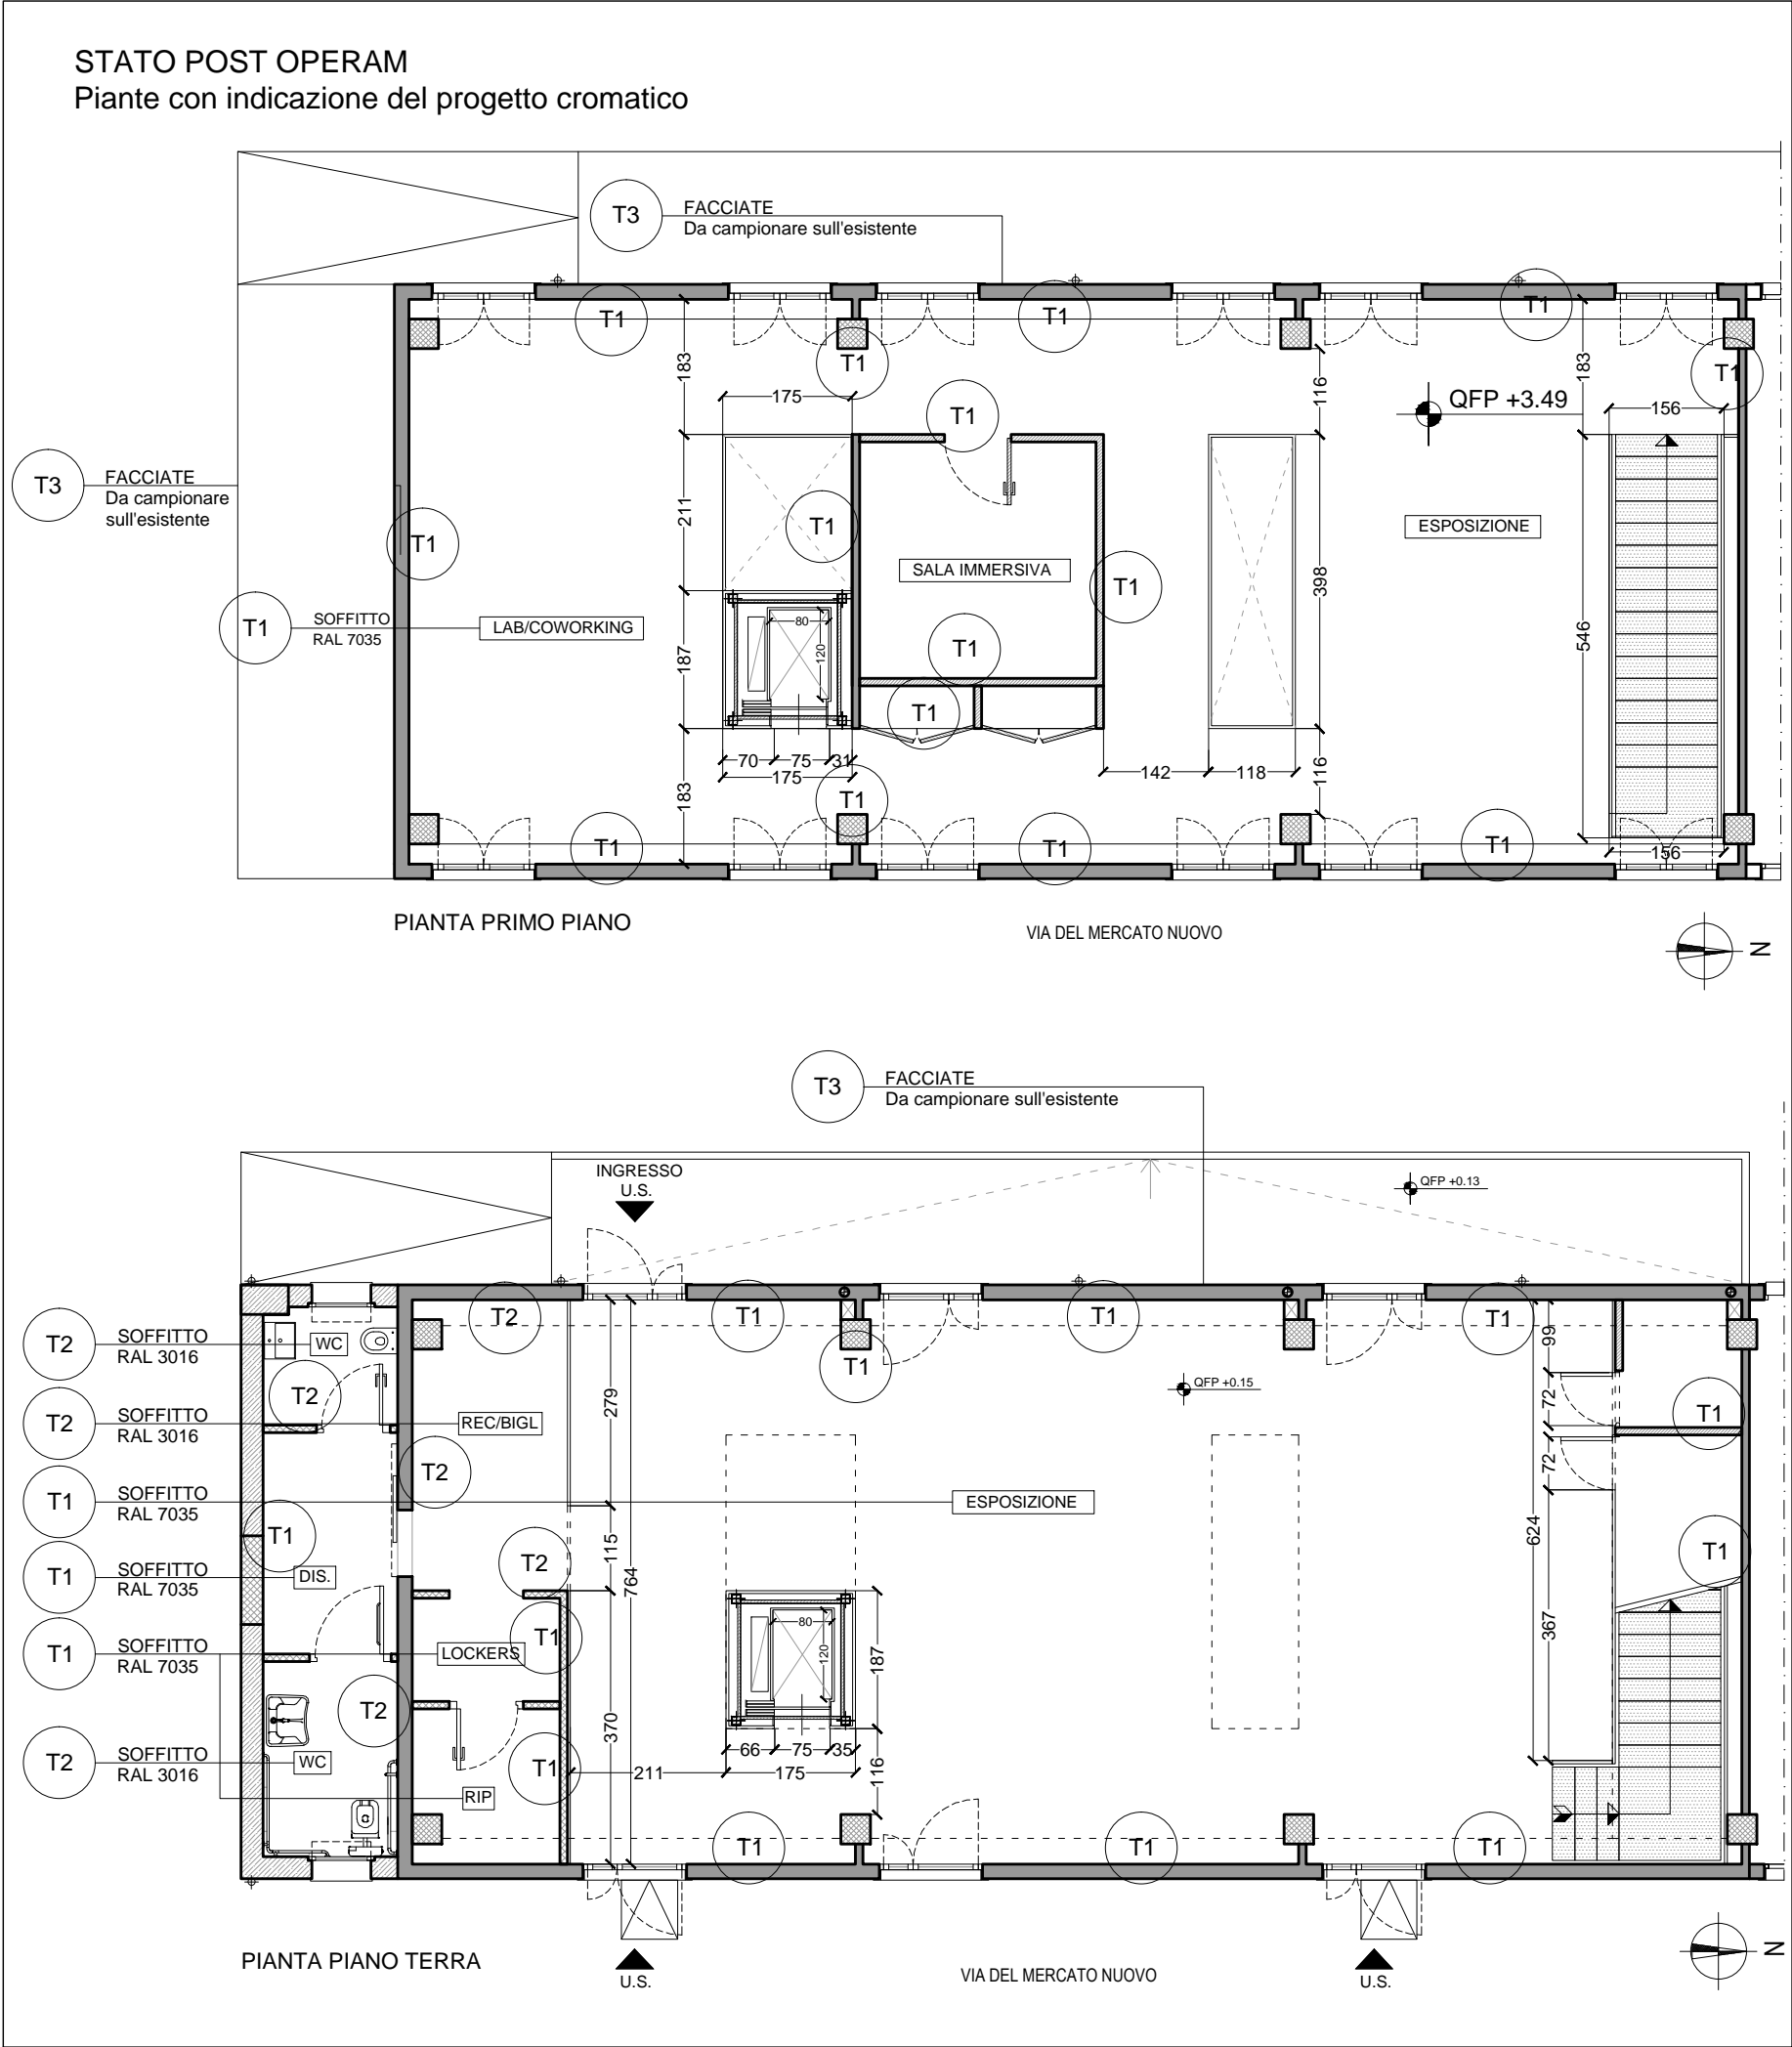 STATO POST OPERAM
Piante con indicazione del progetto cromatico
T3
FACCIATE
Da campionare sull'esistente
T1
T1
T1
T1
T1
T1
183
175
116
183
QFP +3.49
156
T1
T3
FACCIATE
Da campionare
sull'esistente
T1
211
T1
SALA IMMERSIVA
T1
398
ESPOSIZIONE
T1
SOFFITTO
RAL 7035
LAB/COWORKING
187
80
120
T1
546
T1
70
75
31
175
142
118
116
183
T1
T1
T1
T1
156
PIANTA PRIMO PIANO
VIA DEL MERCATO NUOVO
N
T3
FACCIATE
Da campionare sull'esistente
INGRESSO
U.S.
QFP +0.13
T2
T1
T1
T1
T1
T2
SOFFITTO
RAL 3016
WC
T2
99
QFP +0.15
279
72
T2
SOFFITTO
RAL 3016
REC/BIGL
T1
T2
72
T1
SOFFITTO
RAL 7035
ESPOSIZIONE
T1
T2
115
764
624
T1
T1
SOFFITTO
RAL 7035
DIS.
T1
SOFFITTO
RAL 7035
LOCKERS
T1
80
120
187
367
T2
370
T2
SOFFITTO
RAL 3016
WC
T1
66
75
35
211
175
116
RIP
T1
T1
T1
PIANTA PIANO TERRA
U.S.
VIA DEL MERCATO NUOVO
U.S.
N